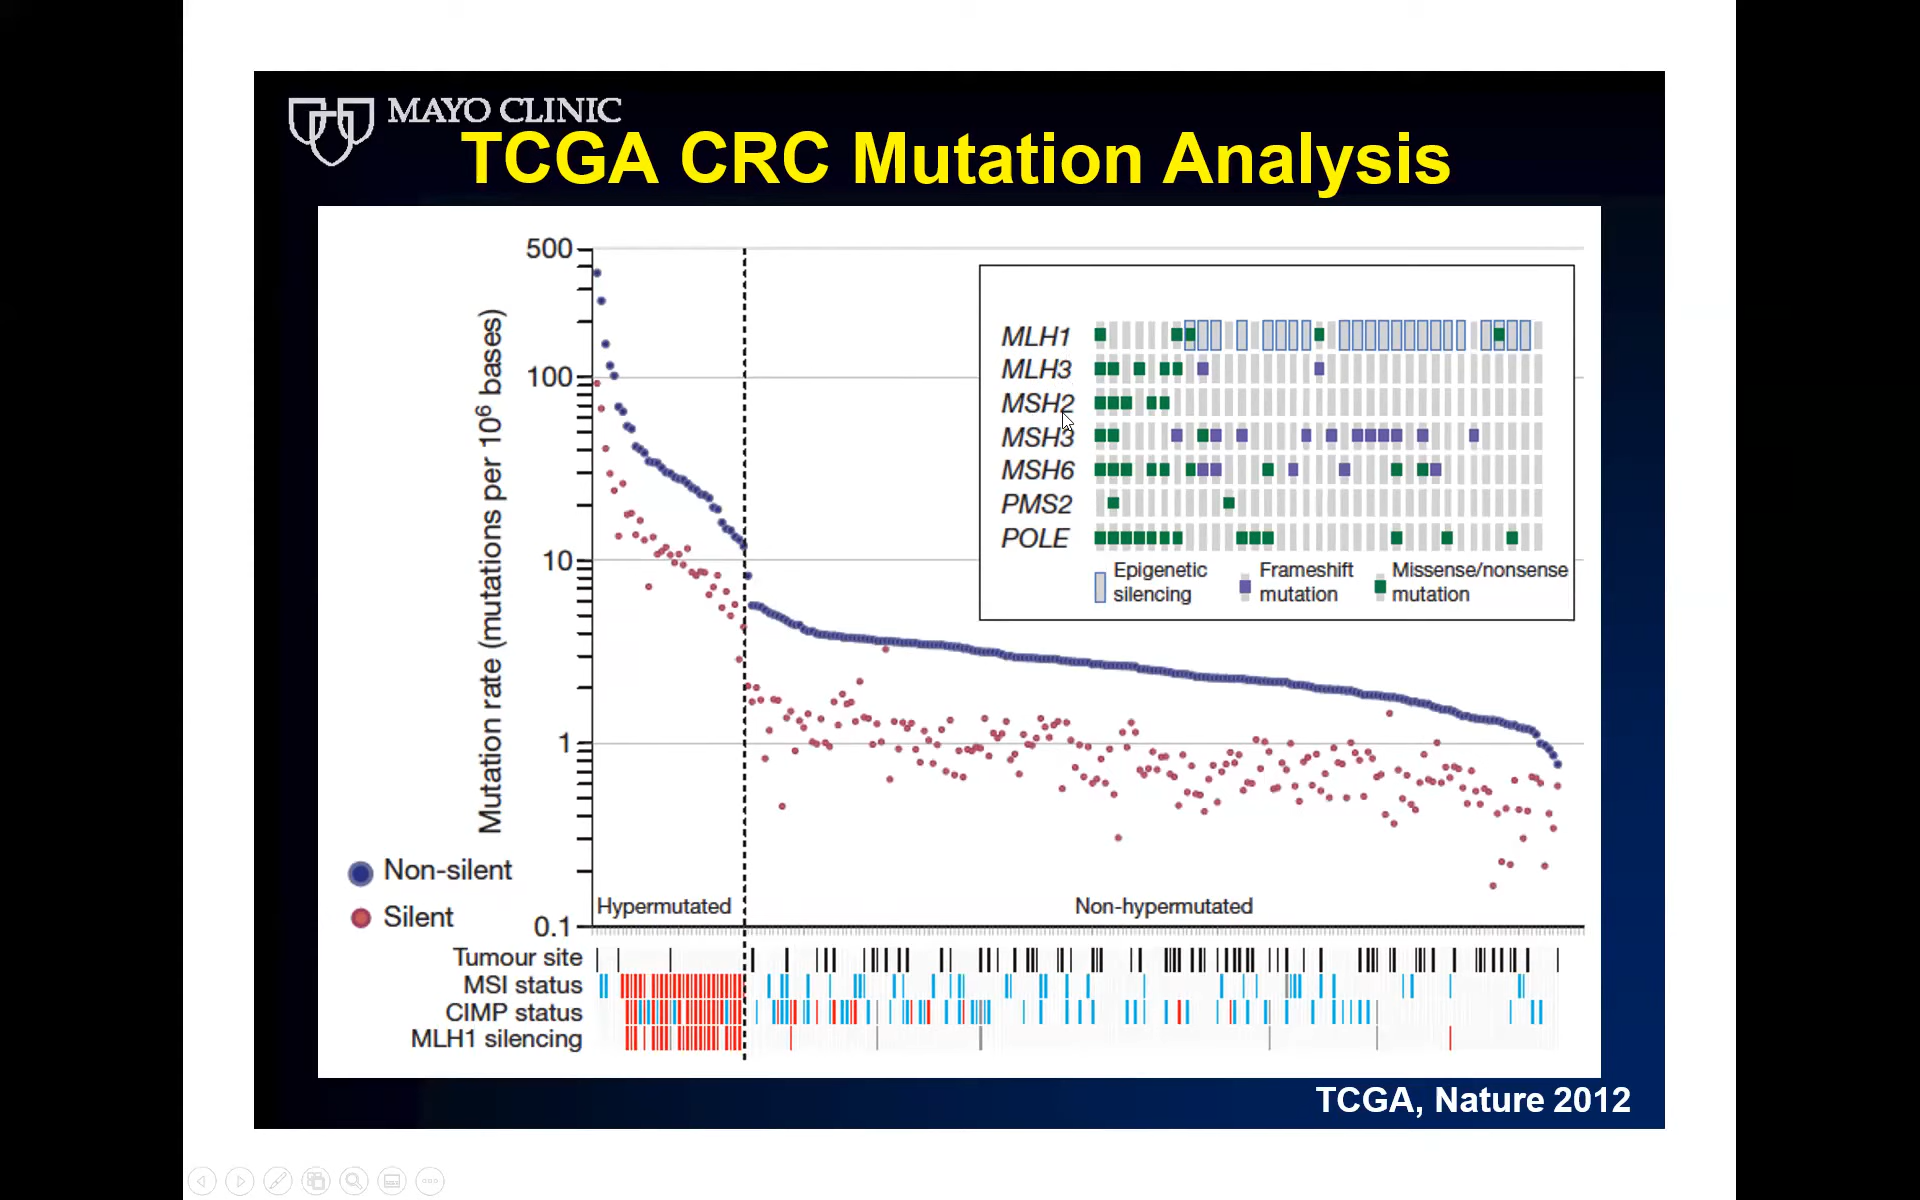 MAYO CLINIC
TCGA CRC Mutation Analysis
500
100
10
1
0.1
Mutation rate (mutations per 10⁶ bases)
MLH1
MLH3
MSH2
MSH3
MSH6
PMS2
POLE
Epigenetic silencing
Frameshift mutation
Missense/nonsense mutation
Non-silent
Silent
Hypermutated
Non-hypermutated
Tumour site
MSI status
CIMP status
MLH1 silencing
TCGA, Nature 2012